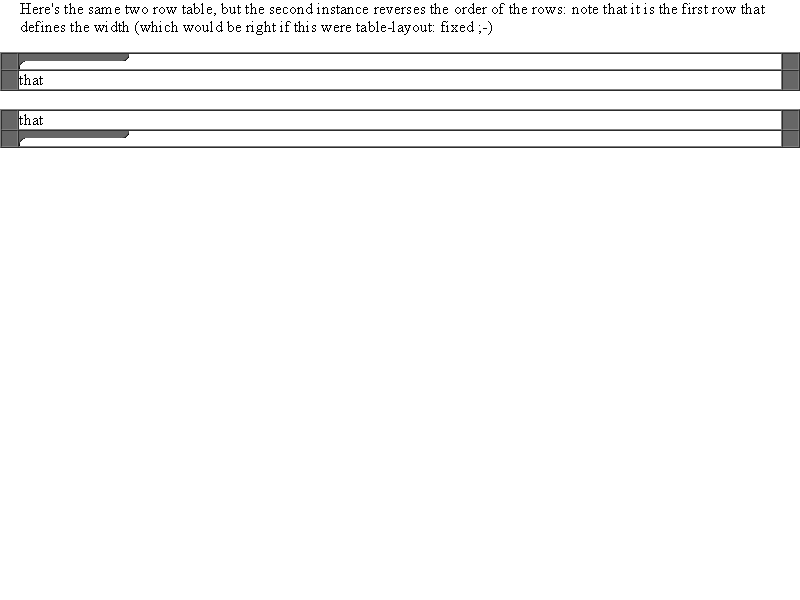 Here's the same two row table, but the second instance reverses the order of the rows: note that it is the first row that
defines the width (which would be right if this were table-layout: fixed ;-)
that
that